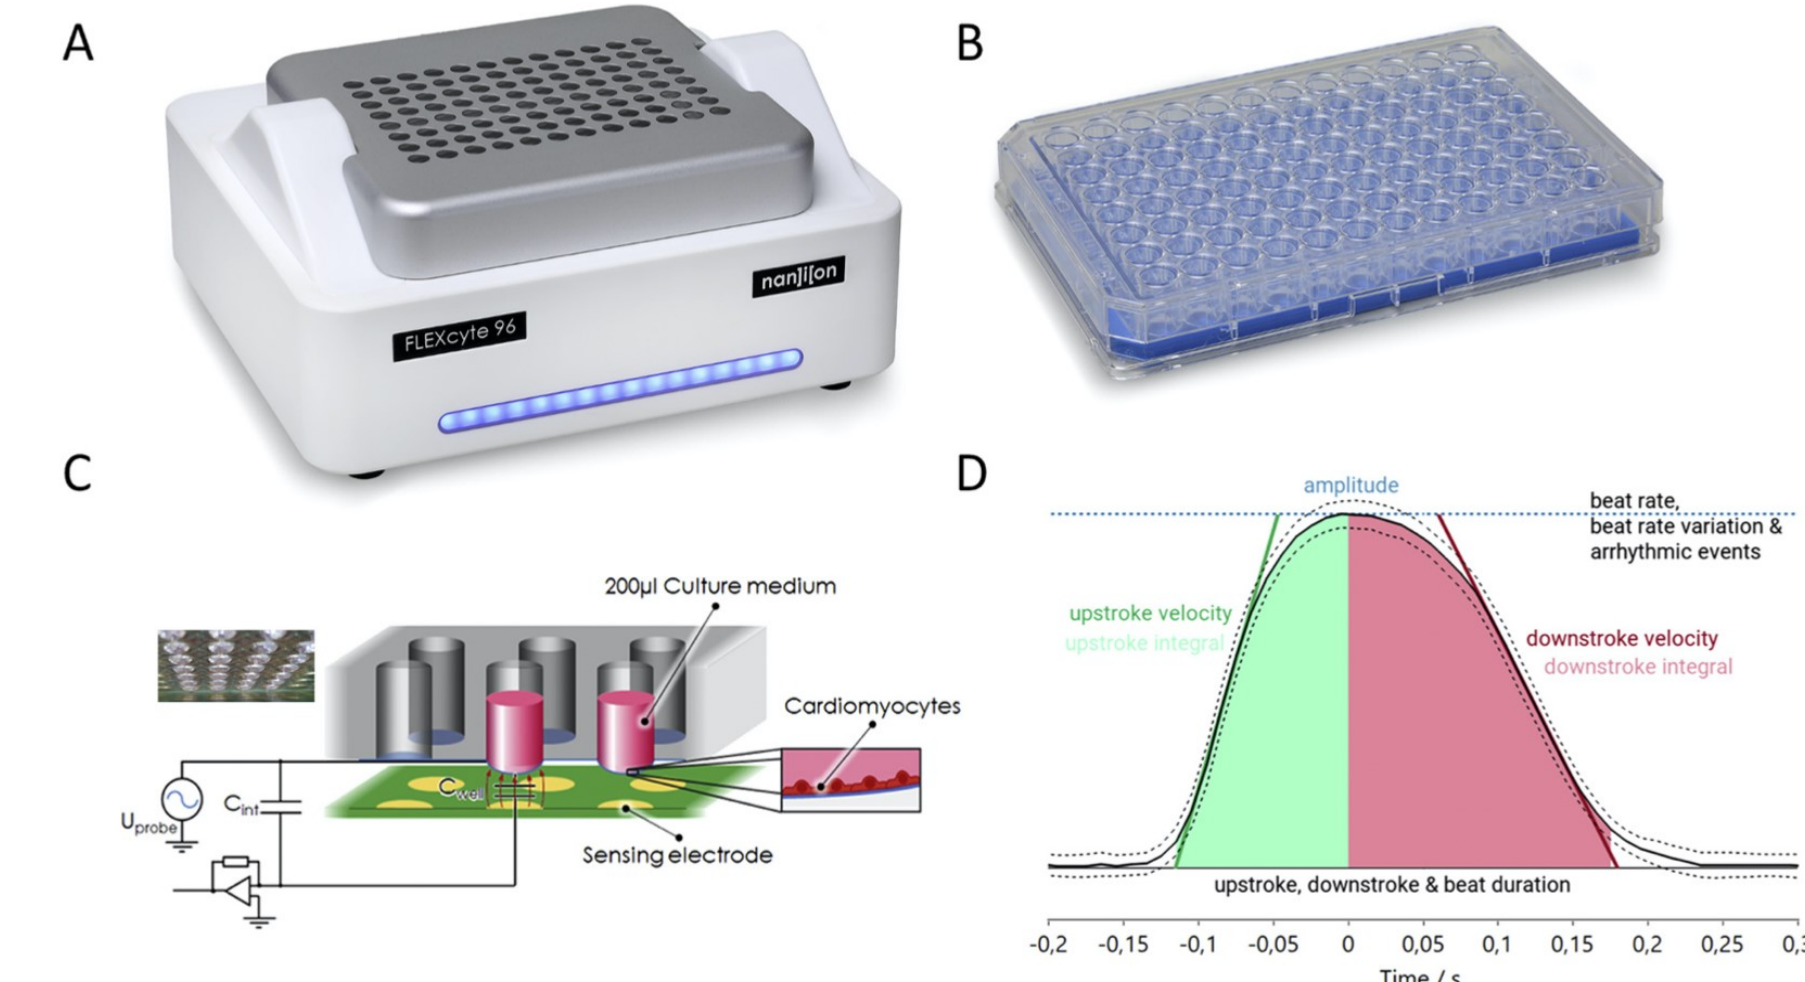 A
B
nan]i[on
FLEXcyte 96
C
D
amplitude
beat rate,
beat rate variation &
arrhythmic events
200µl Culture medium
upstroke velocity
upstroke integral
downstroke velocity
downstroke integral
Cardiomyocytes
Cwell
Cint
Uprobe
Sensing electrode
upstroke, downstroke & beat duration
-0,2 -0,15 -0,1 -0,05 0 0,05 0,1 0,15 0,2 0,25
Time / s